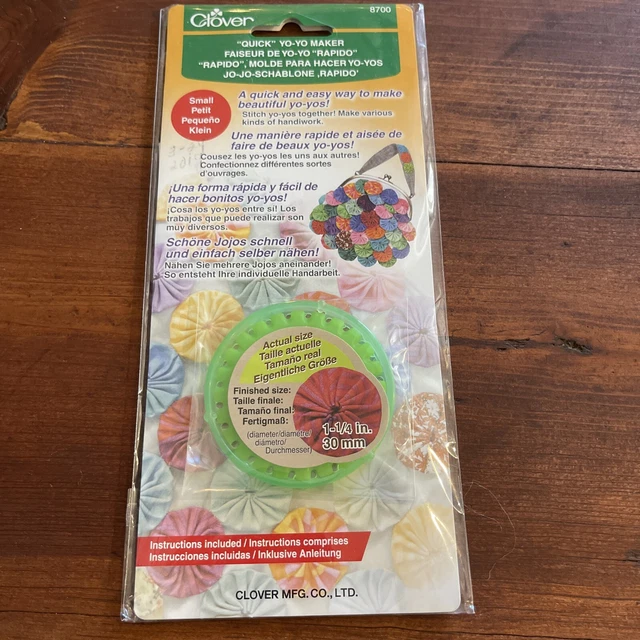 Clover
8700
"QUICK" YO-YO MAKER
FAISEUR DE YO-YO "RAPIDO"
"RAPIDO", MOLDE PARA HACER YO-YOS
JO-JO-SCHABLONE ‚RAPIDO'
Small
Petit
Pequeño
Klein
A quick and easy way to make
beautiful yo-yos!
Stitch yo-yos together! Make various
kinds of handiwork.
Une manière rapide et aisée de
faire de beaux yo-yos!
Cousez les yo-yos les uns aux autres!
Confectionnez différentes sortes
d'ouvrages.
¡Una forma rápida y fácil de
hacer bonitos yo-yos!
¡Cosa los yo-yos entre sí! Los
trabajos que puede realizar son
muy diversos.
Schöne Jojos schnell
und einfach selber nähen!
Nähen Sie mehrere Jojos aneinander!
So entsteht Ihre individuelle Handarbeit.
Actual size
Taille actuelle
Tamaño real
Eigentliche Größe
Finished size:
Taille finale:
Tamaño final:
Fertigmaß:
(diameter/diametre/
diámetro/
Durchmesser)
1-1/4 in.
30 mm
Instructions included / Instructions comprises
Instrucciones incluidas / Inklusive Anleitung
CLOVER MFG. CO., LTD.